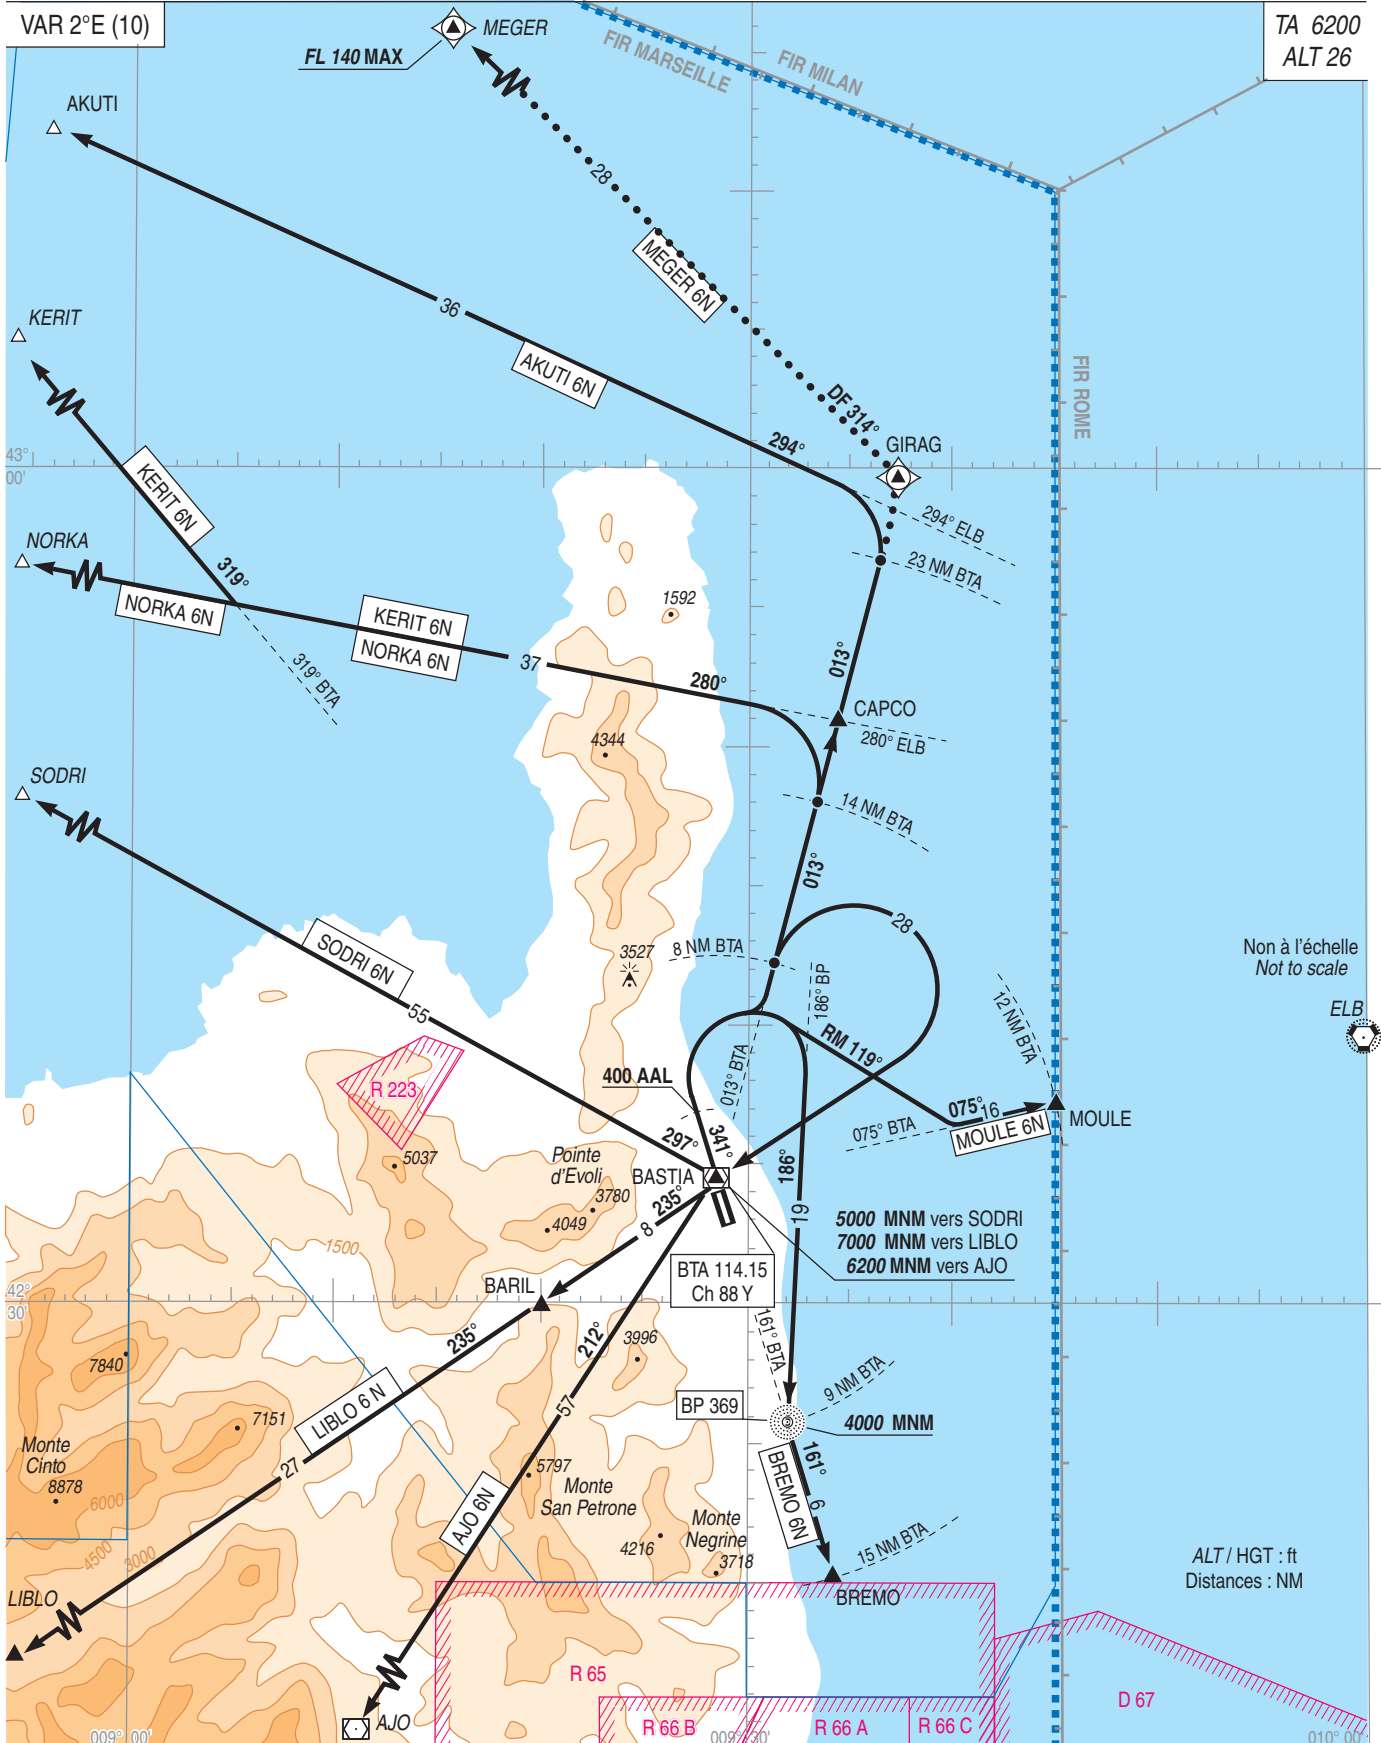 VAR 2°E (10)
MEGER
TA 6200
ALT 26
FL 140 MAX
FIR MARSEILLE
FIR MILAN
AKUTI
28
MEGER 6N
36
KERIT
AKUTI 6N
FIR ROME
DF 314°
294°
GIRAG
43°
00'
KERIT 6N
294° ELB
NORKA
23 NM BTA
319°
NORKA 6N
KERIT 6N
NORKA 6N
1592
013°
37
280°
319° BTA
CAPCO
280° ELB
4344
SODRI
14 NM BTA
013°
28
SODRI 6N
3527
8 NM BTA
186° BP
Non à l'échelle
Not to scale
12 NM BTA
ELB
55
RM 119°
013° BTA
R 223
400 AAL
075°
16
MOULE
075° BTA
MOULE 6N
297°
341°
186°
5037
Pointe
d'Evoli
BASTIA
3780
4049
235°
8
19
5000 MNM vers SODRI
7000 MNM vers LIBLO
6200 MNM vers AJO
1500
BTA 114.15
Ch 88 Y
BARIL
42°
30'
161° BTA
235°
212°
3996
7840
9 NM BTA
LIBLO 6 N
57
BP 369
4000 MNM
7151
Monte
Cinto
8878
27
161°
BREMO 6N
6
5797
Monte
San Petrone
6000
AJO 6N
Monte
Negrine
4216
3718
15 NM BTA
4500
3000
ALT / HGT : ft
Distances : NM
LIBLO
BREMO
R 65
D 67
AJO
R 66 B
R 66 A
R 66 C
009° 00'
009° 30'
010° 00'